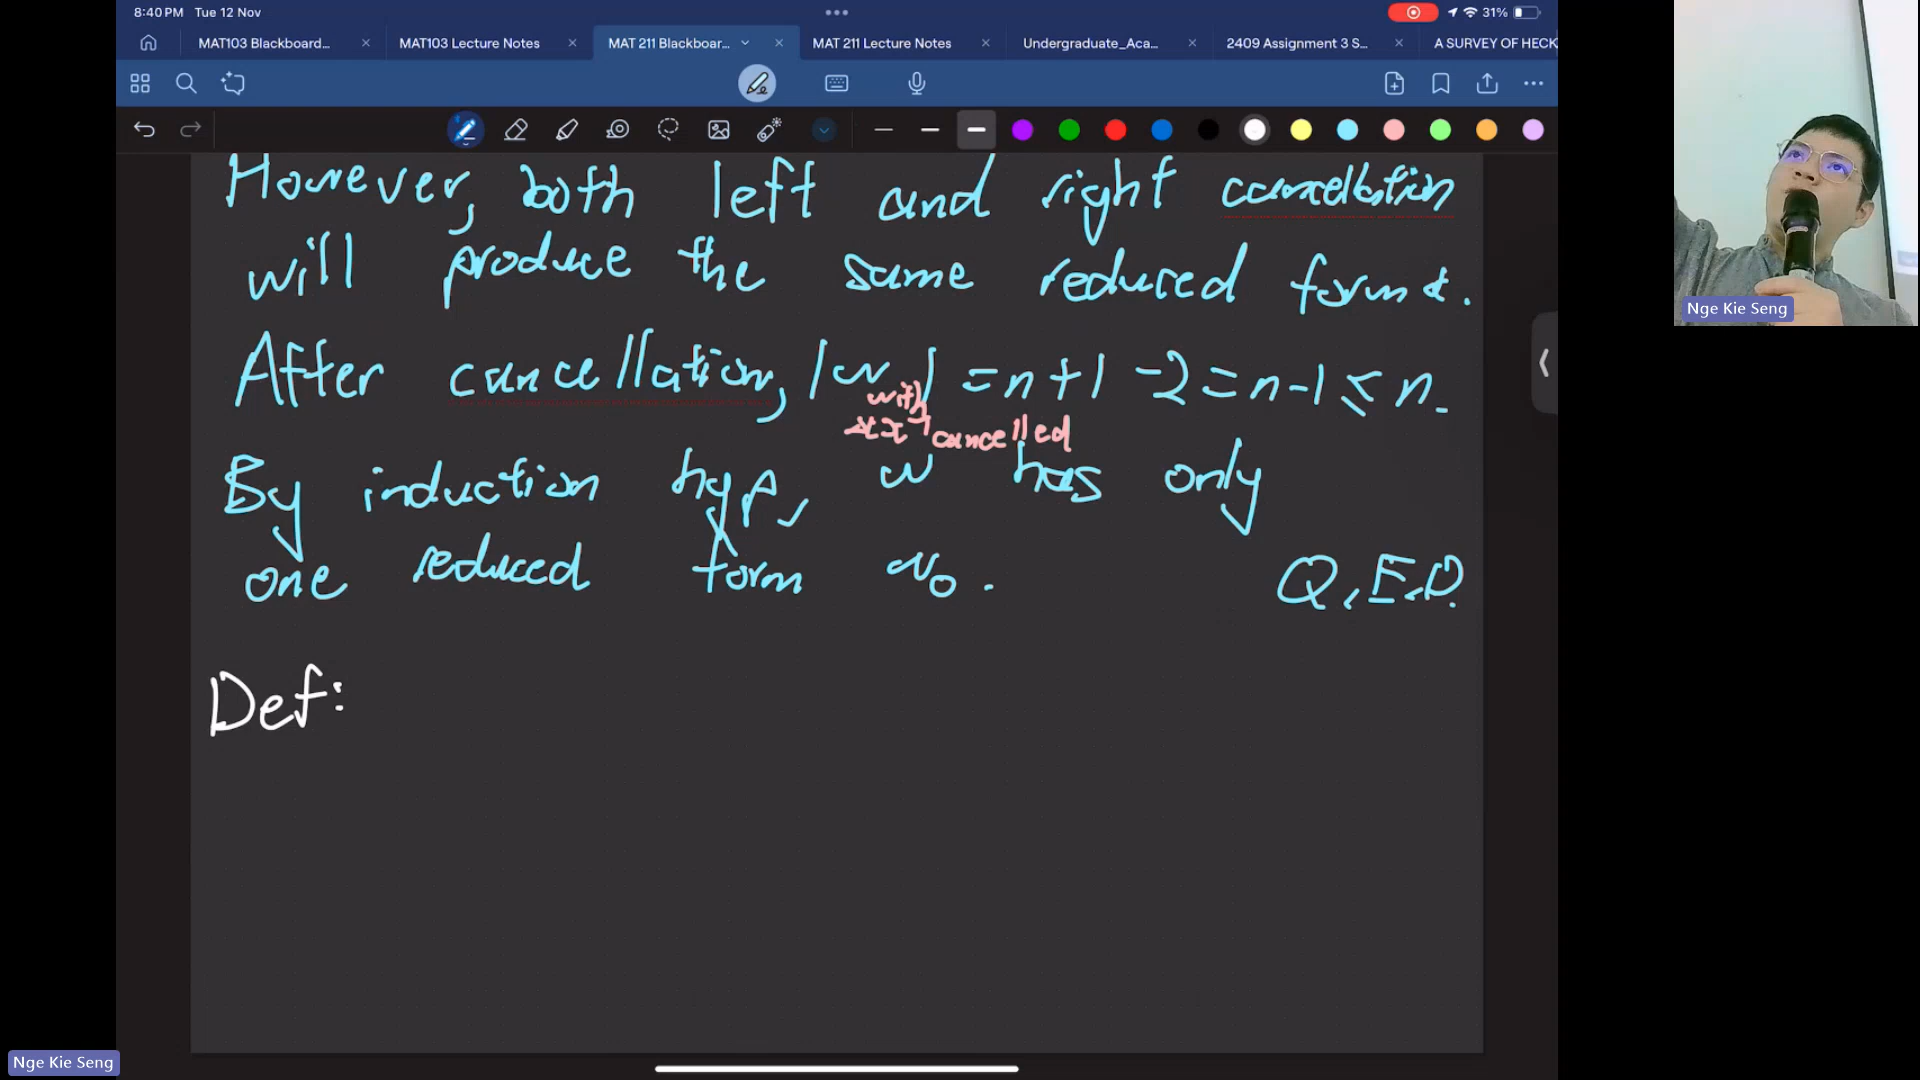 8:40 PM Tue 12 Nov
31%
MAT103 Blackboard...
MAT103 Lecture Notes
MAT 211 Blackboar...
MAT 211 Lecture Notes
Undergraduate_Aca...
2409 Assignment 3 S...
A SURVEY OF HECK
However, both left and right cancellation
will produce the same reduced form.
After cancellation, |w| = n+1 -2 = n-1 ≤ n.
with
xx⁻¹ cancelled
By induction hyp, w has only
one reduced form w₀.
Q.E.D.
Def:
Nge Kie Seng
Nge Kie Seng